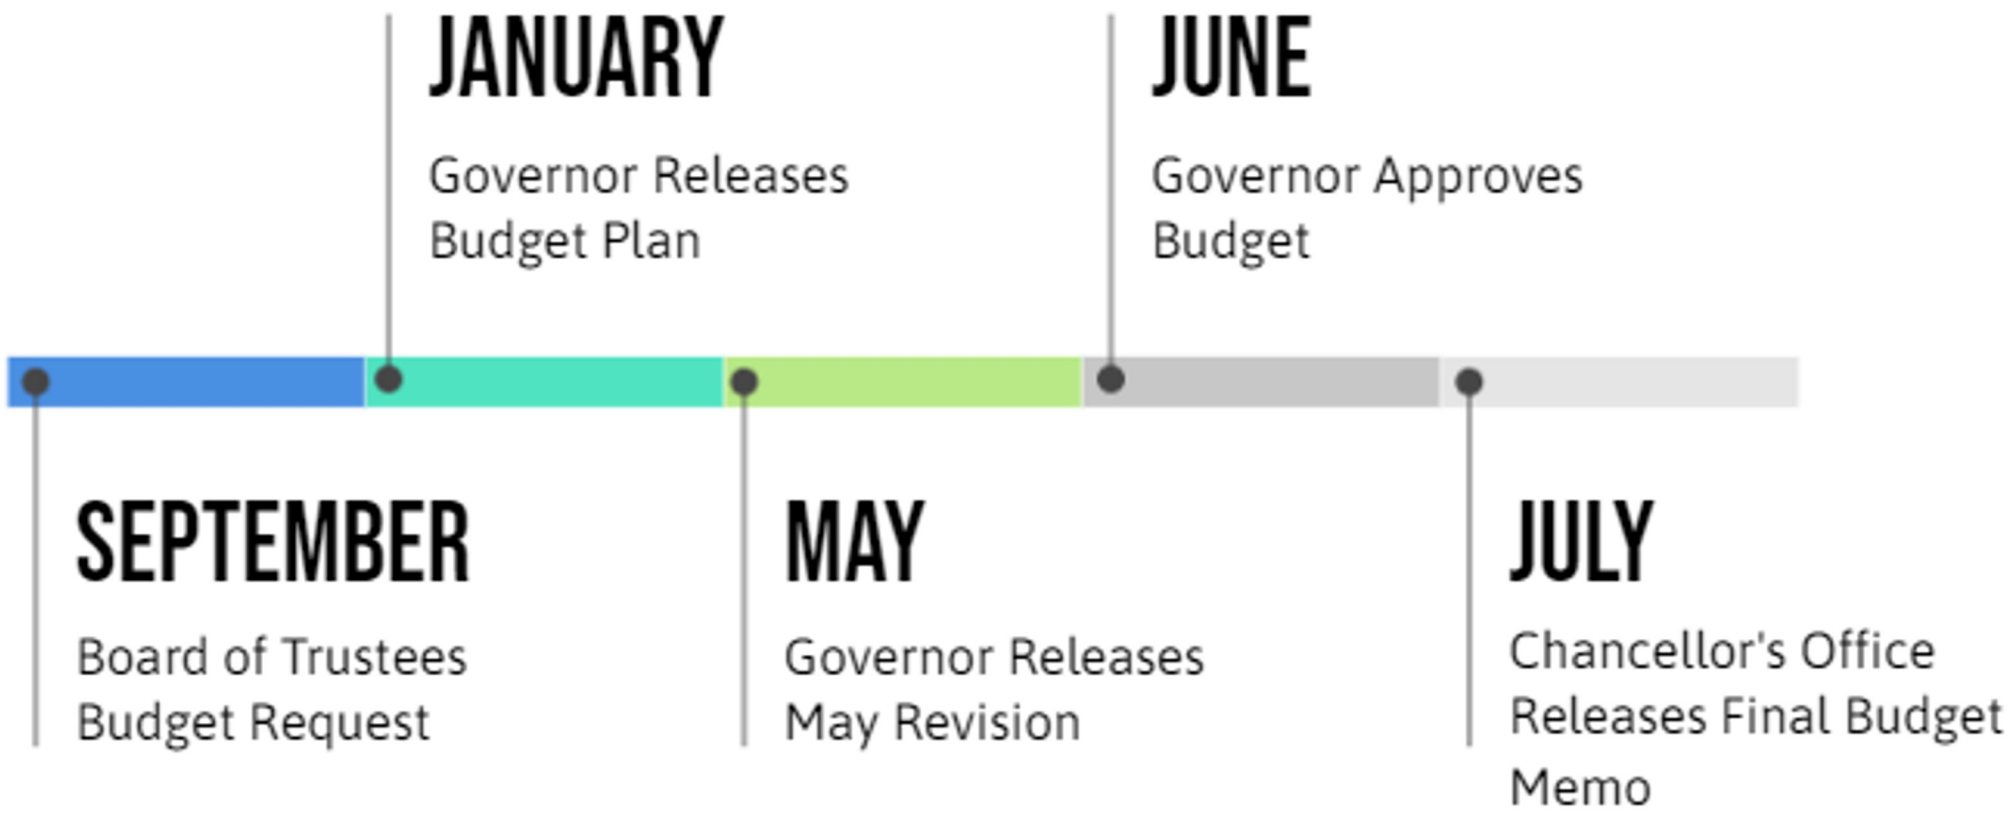 JANUARY
Governor Releases
Budget Plan
JUNE
Governor Approves
Budget
SEPTEMBER
Board of Trustees
Budget Request
MAY
Governor Releases
May Revision
JULY
Chancellor's Office
Releases Final Budget
Memo